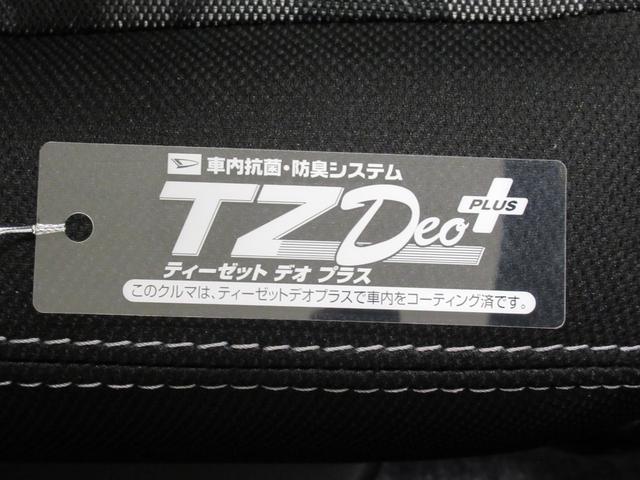 車内抗菌・防臭システム
TZ Deo PLUS
ティーゼット デオ プラス
このクルマは、ティーゼットデオプラスで車内をコーティング済です。